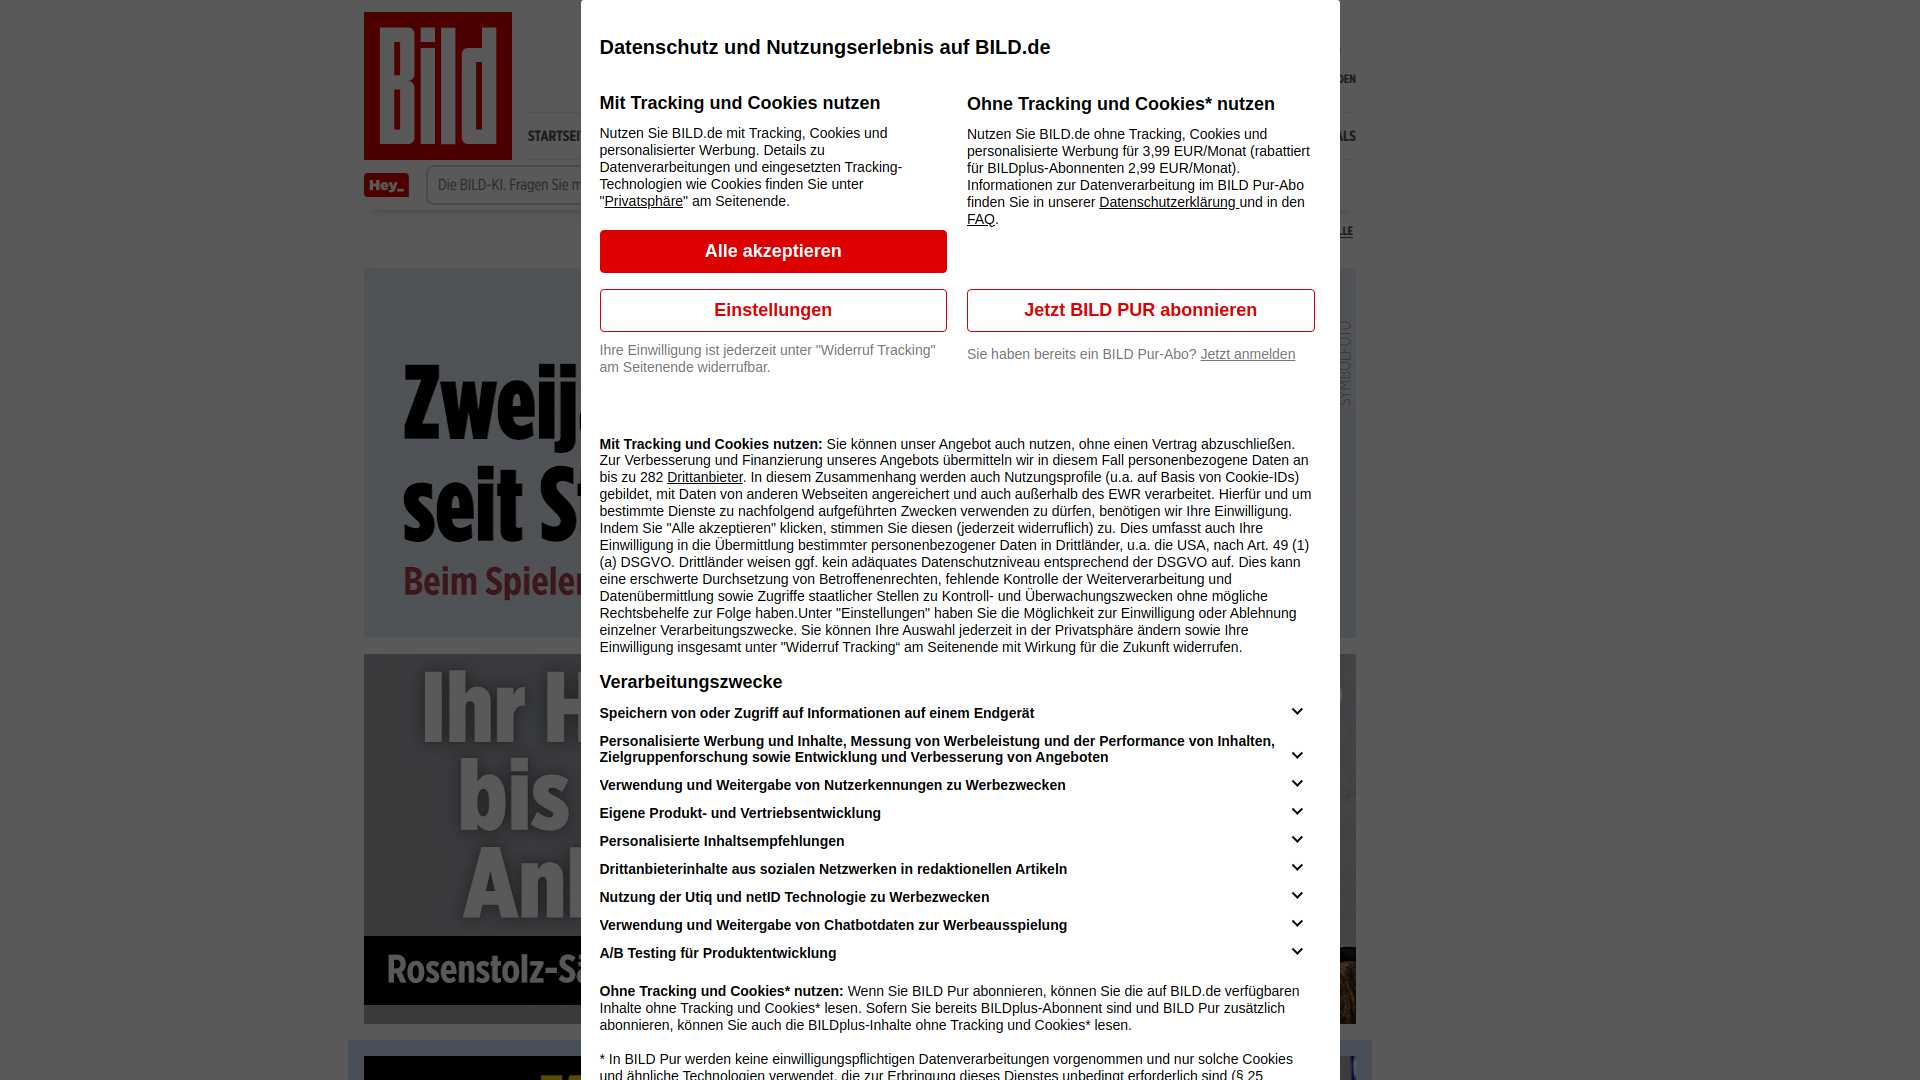 Bild
Datenschutz und Nutzungserlebnis auf BILD.de
Mit Tracking und Cookies nutzen
Nutzen Sie BILD.de mit Tracking, Cookies und
personalisierter Werbung. Details zu
Datenverarbeitungen und eingesetzten Tracking-
Technologien wie Cookies finden Sie unter
"Privatsphäre" am Seitenende.
Alle akzeptieren
Einstellungen
Ihre Einwilligung ist jederzeit unter "Widerruf Tracking"
am Seitenende widerrufbar.
Ohne Tracking und Cookies* nutzen
Nutzen Sie BILD.de ohne Tracking, Cookies und
personalisierte Werbung für 3,99 EUR/Monat (rabattiert
für BILDplus-Abonnenten 2,99 EUR/Monat).
Informationen zur Datenverarbeitung im BILD Pur-Abo
finden Sie in unserer Datenschutzerklärung und in den
FAQ.
Jetzt BILD PUR abonnieren
Sie haben bereits ein BILD Pur-Abo? Jetzt anmelden
Mit Tracking und Cookies nutzen: Sie können unser Angebot auch nutzen, ohne einen Vertrag abzuschließen.
Zur Verbesserung und Finanzierung unseres Angebots übermitteln wir in diesem Fall personenbezogene Daten an
bis zu 282 Drittanbieter. In diesem Zusammenhang werden auch Nutzungsprofile (u.a. auf Basis von Cookie-IDs)
gebildet, mit Daten von anderen Webseiten angereichert und auch außerhalb des EWR verarbeitet. Hierfür und um
bestimmte Dienste zu nachfolgend aufgeführten Zwecken verwenden zu dürfen, benötigen wir Ihre Einwilligung.
Indem Sie "Alle akzeptieren" klicken, stimmen Sie diesen (jederzeit widerruflich) zu. Dies umfasst auch Ihre
Einwilligung in die Übermittlung bestimmter personenbezogener Daten in Drittländer, u.a. die USA, nach Art. 49 (1)
(a) DSGVO. Drittländer weisen ggf. kein adäquates Datenschutzniveau entsprechend der DSGVO auf. Dies kann
eine erschwerte Durchsetzung von Betroffenenrechten, fehlende Kontrolle der Weiterverarbeitung und
Datenübermittlung sowie Zugriffe staatlicher Stellen zu Kontroll- und Überwachungszwecken ohne mögliche
Rechtsbehelfe zur Folge haben.Unter "Einstellungen" haben Sie die Möglichkeit zur Einwilligung oder Ablehnung
einzelner Verarbeitungszwecke. Sie können Ihre Auswahl jederzeit in der Privatsphäre ändern sowie Ihre
Einwilligung insgesamt unter "Widerruf Tracking“ am Seitenende mit Wirkung für die Zukunft widerrufen.
Verarbeitungszwecke
Speichern von oder Zugriff auf Informationen auf einem Endgerät
Personalisierte Werbung und Inhalte, Messung von Werbeleistung und der Performance von Inhalten,
Zielgruppenforschung sowie Entwicklung und Verbesserung von Angeboten
Verwendung und Weitergabe von Nutzerkennungen zu Werbezwecken
Eigene Produkt- und Vertriebsentwicklung
Personalisierte Inhaltsempfehlungen
Drittanbieterinhalte aus sozialen Netzwerken in redaktionellen Artikeln
Nutzung der Utiq und netID Technologie zu Werbezwecken
Verwendung und Weitergabe von Chatbotdaten zur Werbeausspielung
A/B Testing für Produktentwicklung
Ohne Tracking und Cookies* nutzen: Wenn Sie BILD Pur abonnieren, können Sie die auf BILD.de verfügbaren
Inhalte ohne Tracking und Cookies* lesen. Sofern Sie bereits BILDplus-Abonnent sind und BILD Pur zusätzlich
abonnieren, können Sie auch die BILDplus-Inhalte ohne Tracking und Cookies* lesen.
* In BILD Pur werden keine einwilligungspflichtigen Datenverarbeitungen vorgenommen und nur solche Cookies
und ähnliche Technologien verwendet, die zur Erbringung dieses Dienstes unbedingt erforderlich sind (§ 25
STARTSEI
Hey_
Die BILD-KI. Fragen Sie m
DEN
ALS
LLE
SYMBOLFOTO
Zweij
seit S
Beim Spieler
Ihr H
bis
Anl
Rosenstolz-Sä